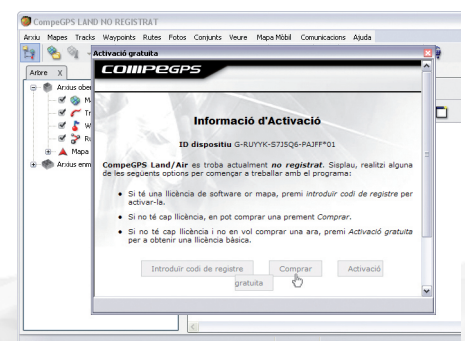 CompeGPS LAND NO REGISTRAT
Arxiu Mapes Tracks Waypoints Rutes Fotos Conjunts Veure Mapa Mòbil Comunicacions Ajuda
Activació gratuita
Arbre X
COMPEGPS
Arxius ober
M
Tr
W
Ru
Mapa
Arxius enm
Informació d'Activació
ID dispositiu G-RUYYK-S7J5Q6-PAJFF*01
CompeGPS Land/Air es troba actualment no registrat. Sisplau, realitzi alguna
de les següents options per començar a treballar amb el programa:
• Si té una llicència de software or mapa, premi introduir codi de registre per
activar-la.
• Si no té cap llicència, en pot comprar una prement Comprar.
• Si no té cap llicència i no en vol comprar una ara, premi Activació gratuita
per a obtenir una llicència bàsica.
Introduïr codi de registre Comprar Activació
gratuita